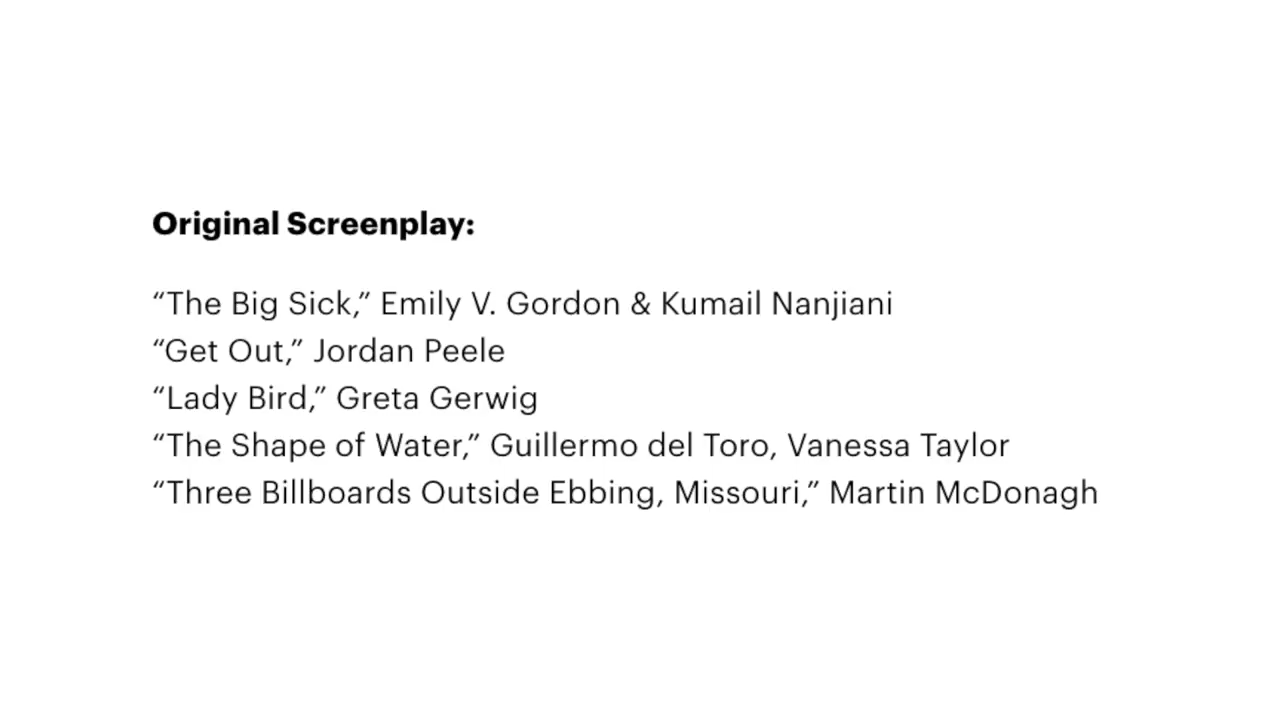 Original Screenplay:
“The Big Sick,” Emily V. Gordon & Kumail Nanjiani
“Get Out,” Jordan Peele
“Lady Bird,” Greta Gerwig
“The Shape of Water,” Guillermo del Toro, Vanessa Taylor
“Three Billboards Outside Ebbing, Missouri,” Martin McDonagh